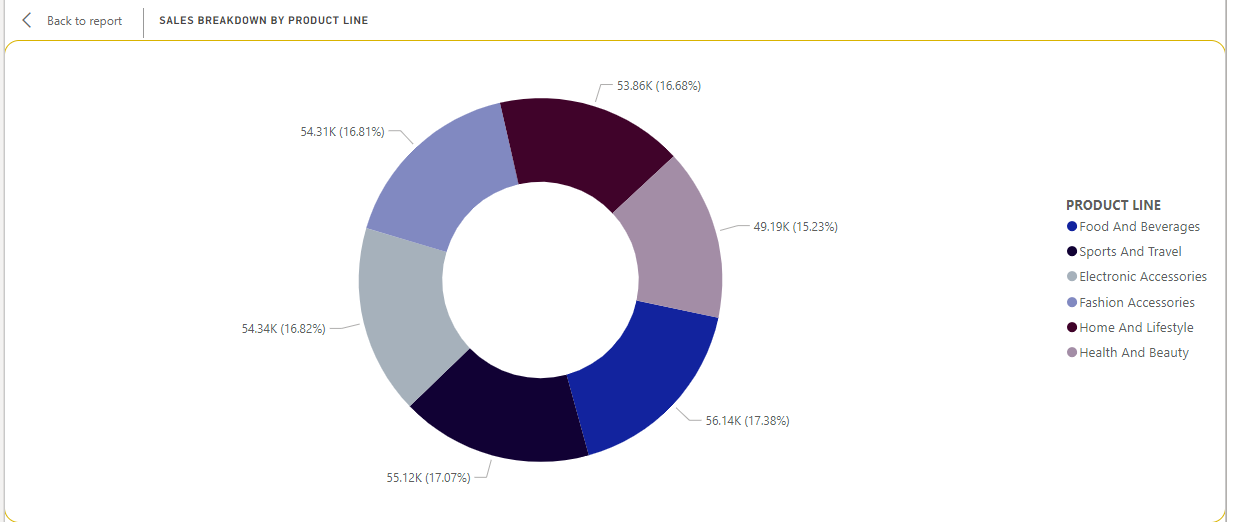 Back to report
SALES BREAKDOWN BY PRODUCT LINE
53.86K (16.68%)
54.31K (16.81%)
49.19K (15.23%)
54.34K (16.82%)
56.14K (17.38%)
55.12K (17.07%)
PRODUCT LINE
Food And Beverages
Sports And Travel
Electronic Accessories
Fashion Accessories
Home And Lifestyle
Health And Beauty